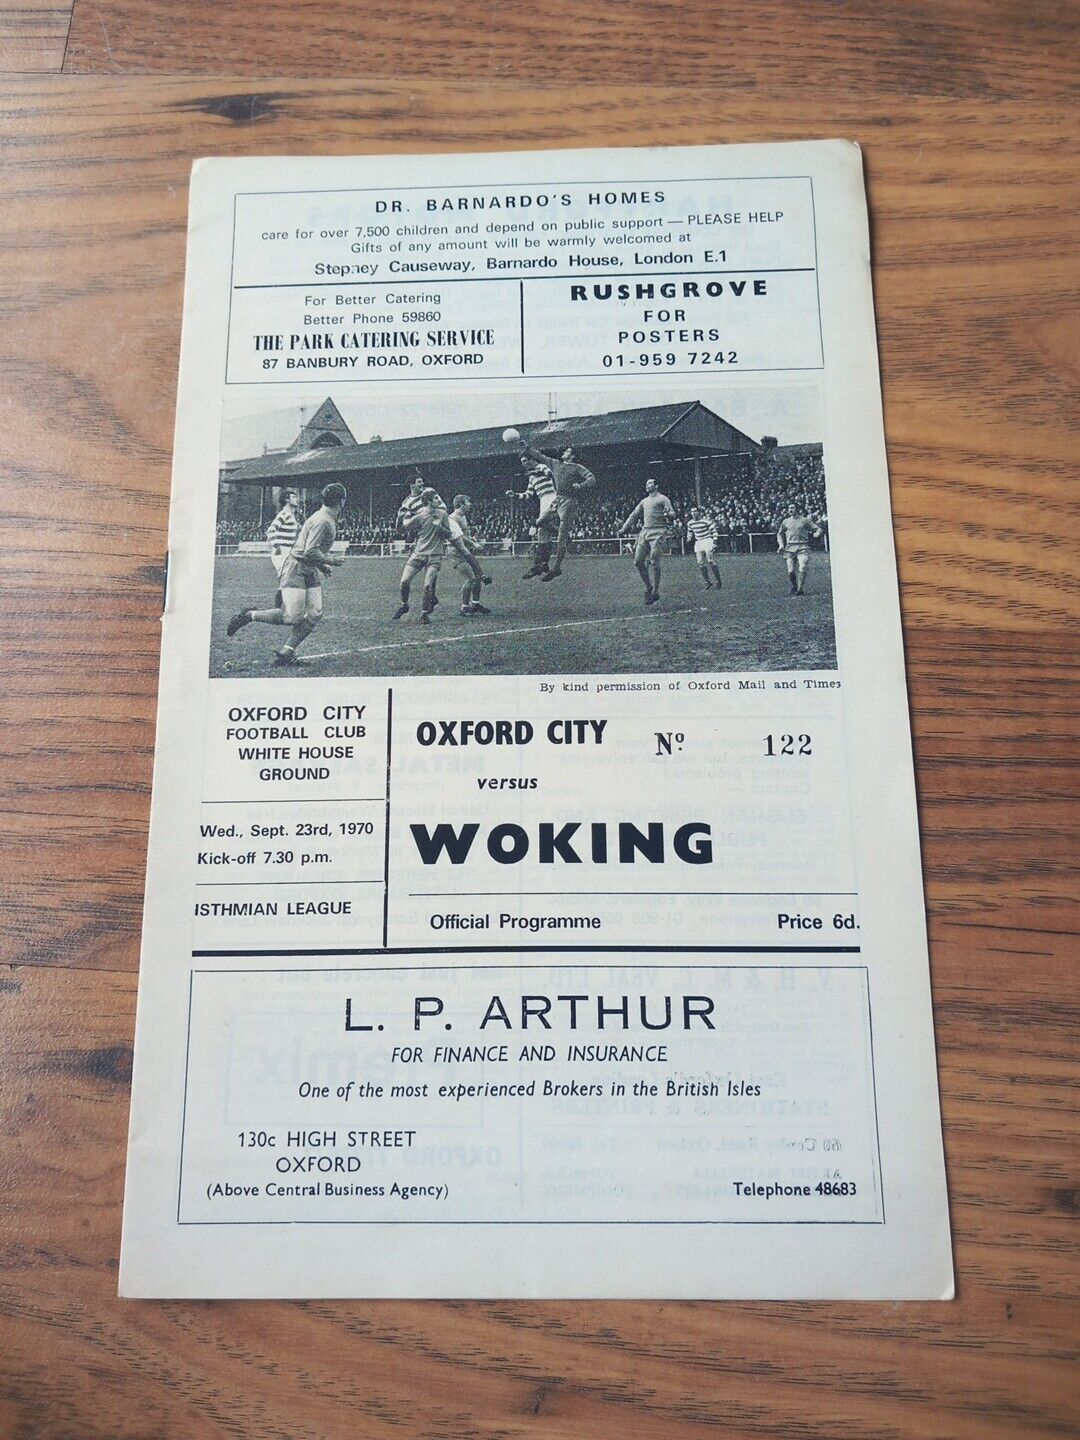 DR. BARNARDO'S HOMES
care for over 7,500 children and depend on public support — PLEASE HELP
Gifts of any amount will be warmly welcomed at
Stepney Causeway, Barnardo House, London E.1
For Better Catering
Better Phone 59860
THE PARK CATERING SERVICE
87 BANBURY ROAD, OXFORD
RUSHGROVE
FOR
POSTERS
01-959 7242
By kind permission of Oxford Mail and Times
OXFORD CITY
FOOTBALL CLUB
WHITE HOUSE
GROUND
Wed., Sept. 23rd, 1970
Kick-off 7.30 p.m.
ISTHMIAN LEAGUE
OXFORD CITY
Nº 122
versus
WOKING
Official Programme Price 6d.
L. P. ARTHUR
FOR FINANCE AND INSURANCE
One of the most experienced Brokers in the British Isles
130c HIGH STREET
OXFORD
(Above Central Business Agency)
Telephone 48683